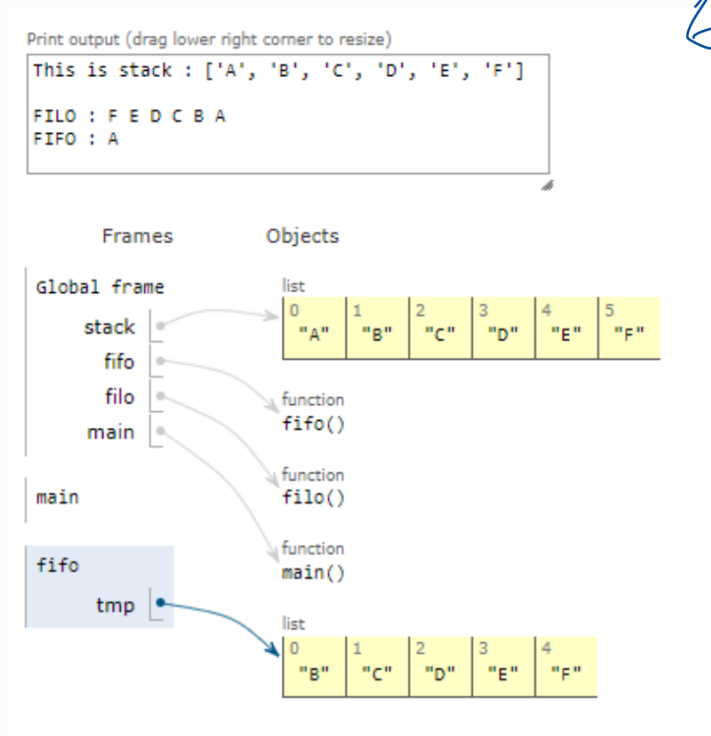 Print output (drag lower right corner to resize)
This is stack : ['A', 'B', 'C', 'D', 'E', 'F']
FILO : F E D C B A
FIFO : A
Frames Objects
Global frame
stack
fifo
filo
main
list
0 1 2 3 4 5
"A" "B" "C" "D" "E" "F"
function
fifo()
function
filo()
function
main()
main
fifo
tmp
list
0 1 2 3 4
"B" "C" "D" "E" "F"